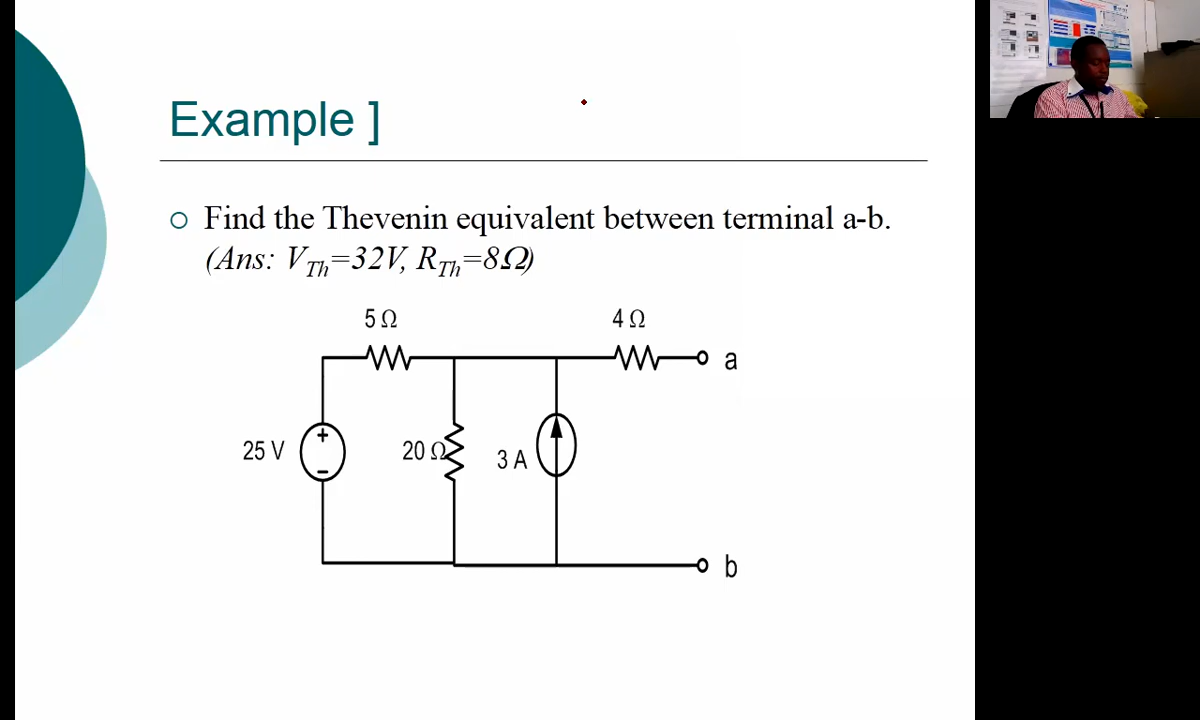 Example ]
Find the Thevenin equivalent between terminal a-b.
(Ans: VTh=32V, RTh=8Ω)
5 Ω
4 Ω
a
25 V
+
–
20 Ω
3 A
b